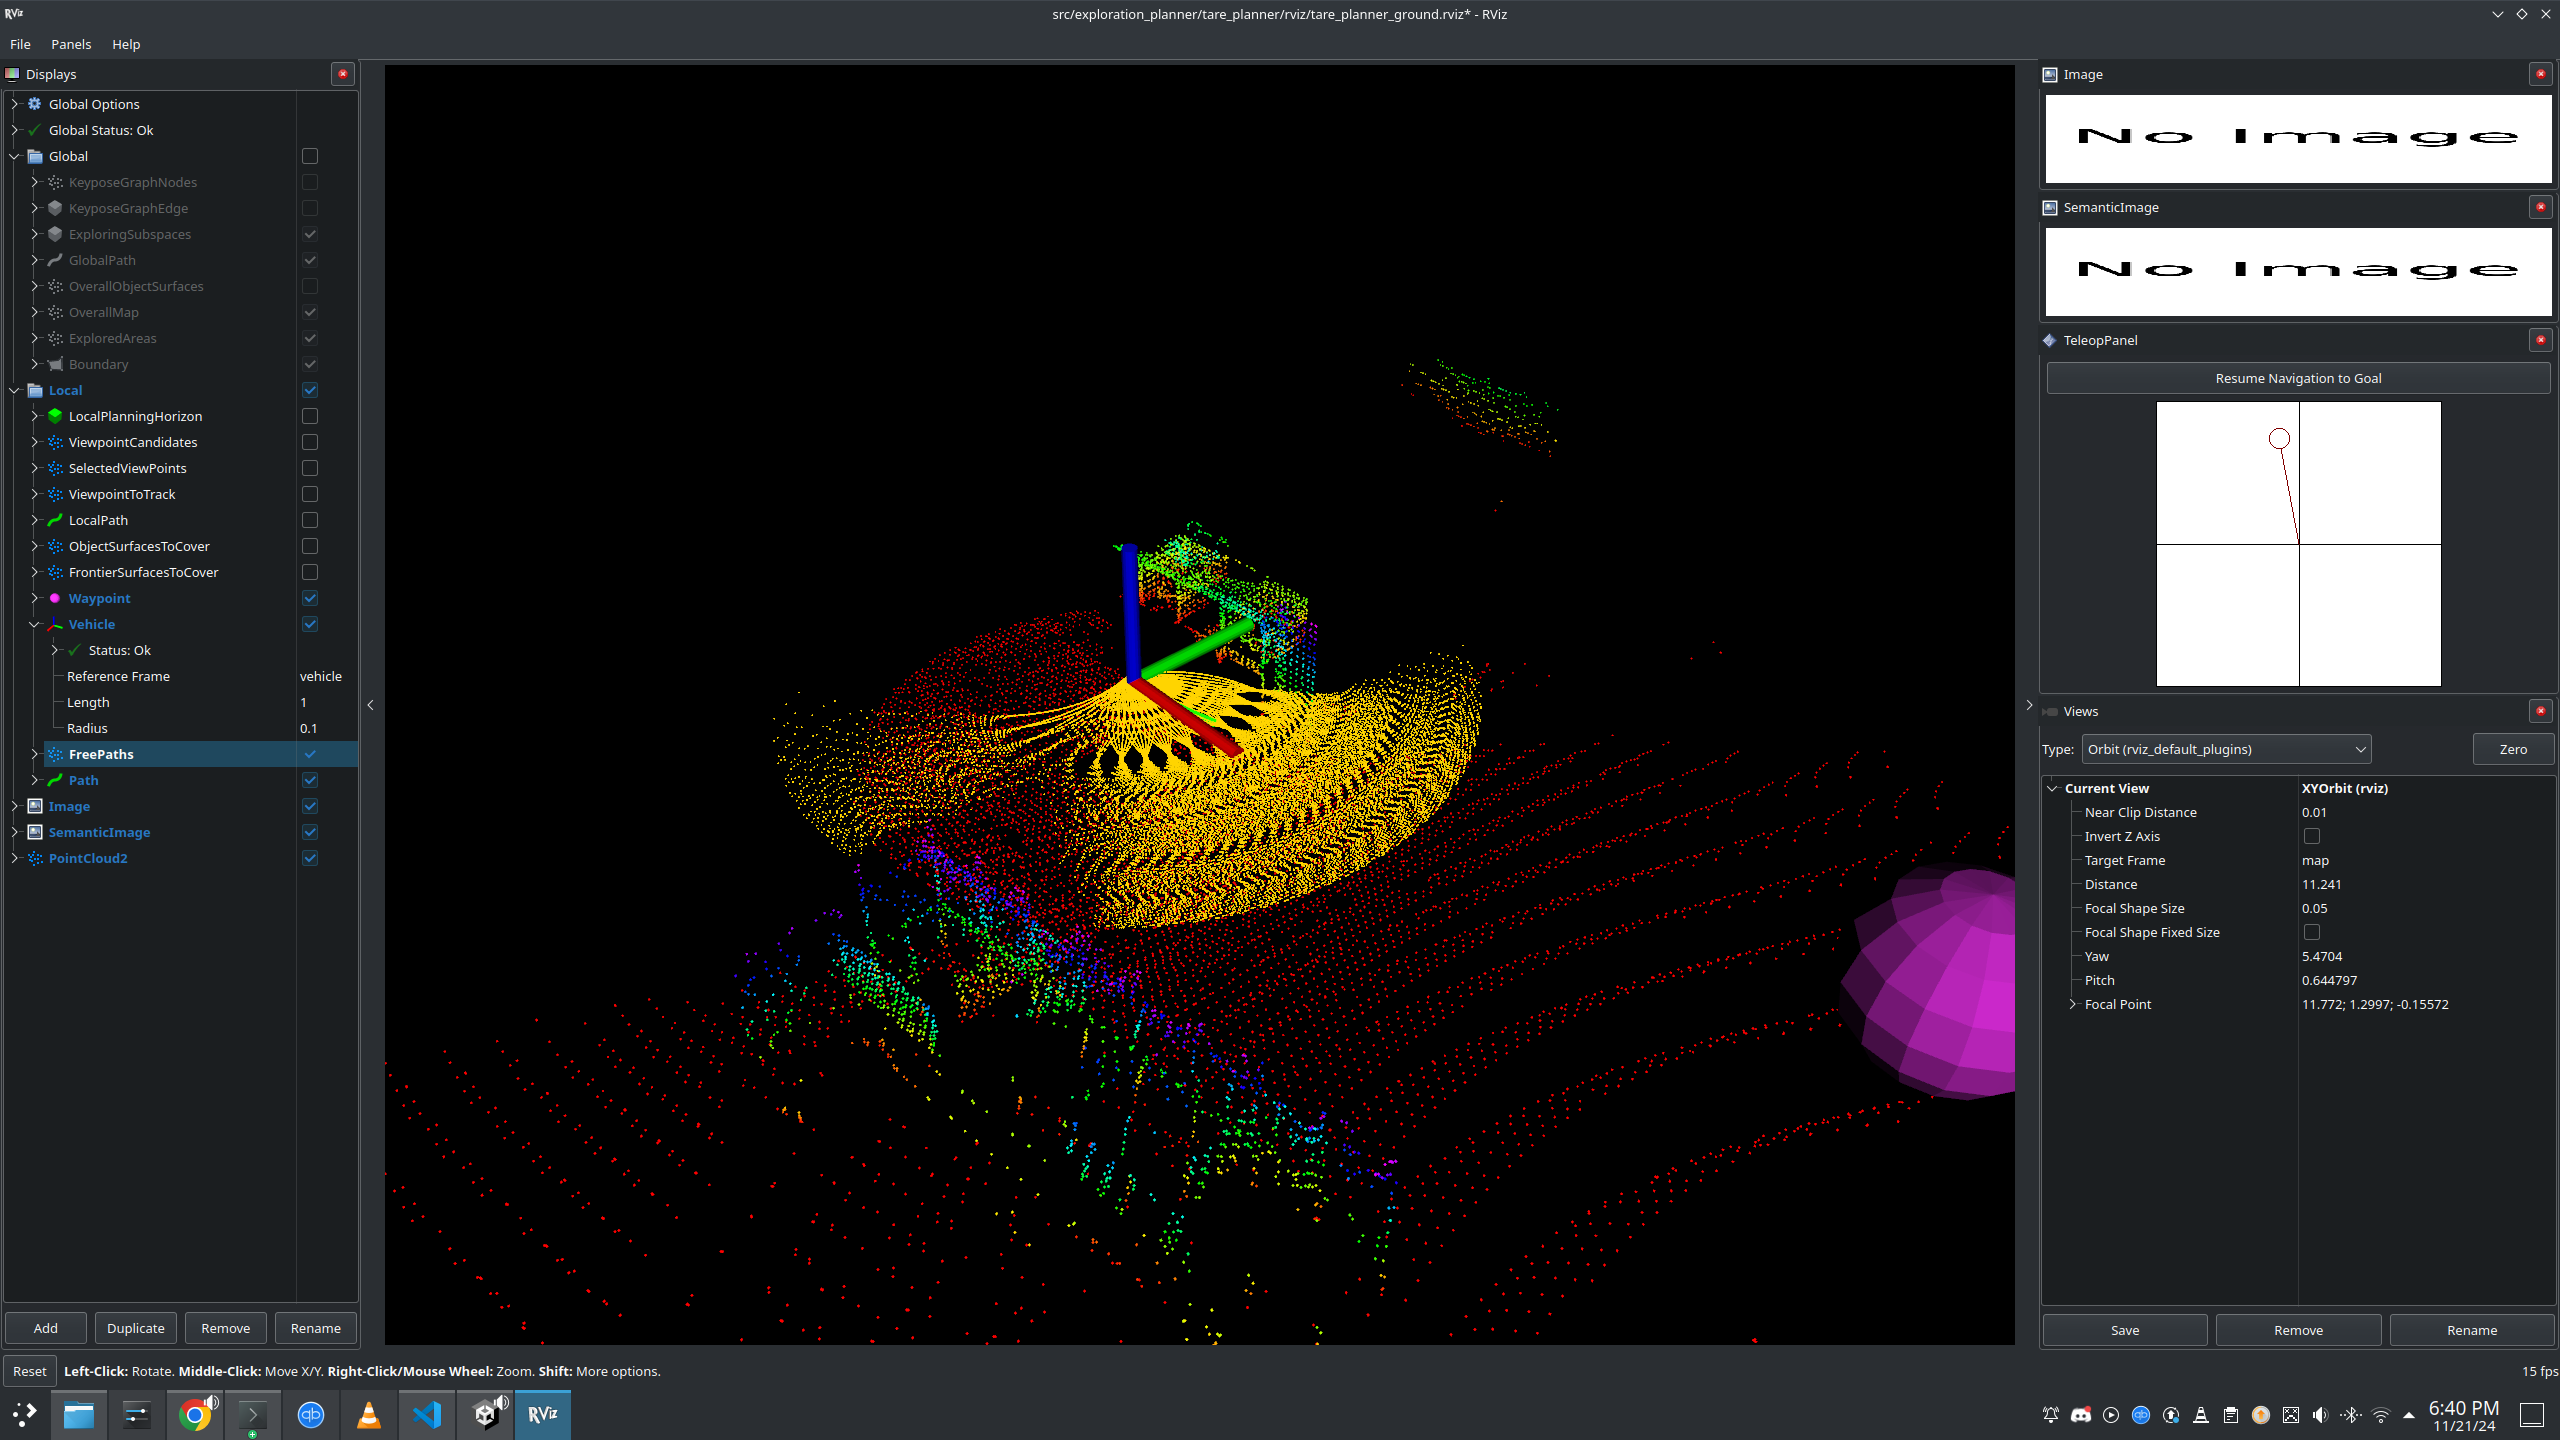 RViz
src/exploration_planner/tare_planner/rviz/tare_planner_ground.rviz* - RViz
File Panels Help
Displays
Global Options
Global Status: Ok
Global
KeyposeGraphNodes
KeyposeGraphEdge
ExploringSubspaces
GlobalPath
OverallObjectSurfaces
OverallMap
ExploredAreas
Boundary
Local
LocalPlanningHorizon
ViewpointCandidates
SelectedViewPoints
ViewpointToTrack
LocalPath
ObjectSurfacesToCover
FrontierSurfacesToCover
Waypoint
Vehicle
Status: Ok
Reference Frame vehicle
Length 1
Radius 0.1
FreePaths
Path
Image
SemanticImage
PointCloud2
Add Duplicate Remove Rename
Image
No Image
SemanticImage
No Image
TeleopPanel
Resume Navigation to Goal
Views
Type: Orbit (rviz_default_plugins) Zero
Current View XYOrbit (rviz)
Near Clip Distance 0.01
Invert Z Axis
Target Frame map
Distance 11.241
Focal Shape Size 0.05
Focal Shape Fixed Size
Yaw 5.4704
Pitch 0.644797
Focal Point 11.772; 1.2997; -0.15572
Save Remove Rename
Reset Left-Click: Rotate. Middle-Click: Move X/Y. Right-Click/Mouse Wheel: Zoom. Shift: More options. 15 fps
qb RViz qb 6:40 PM
11/21/24